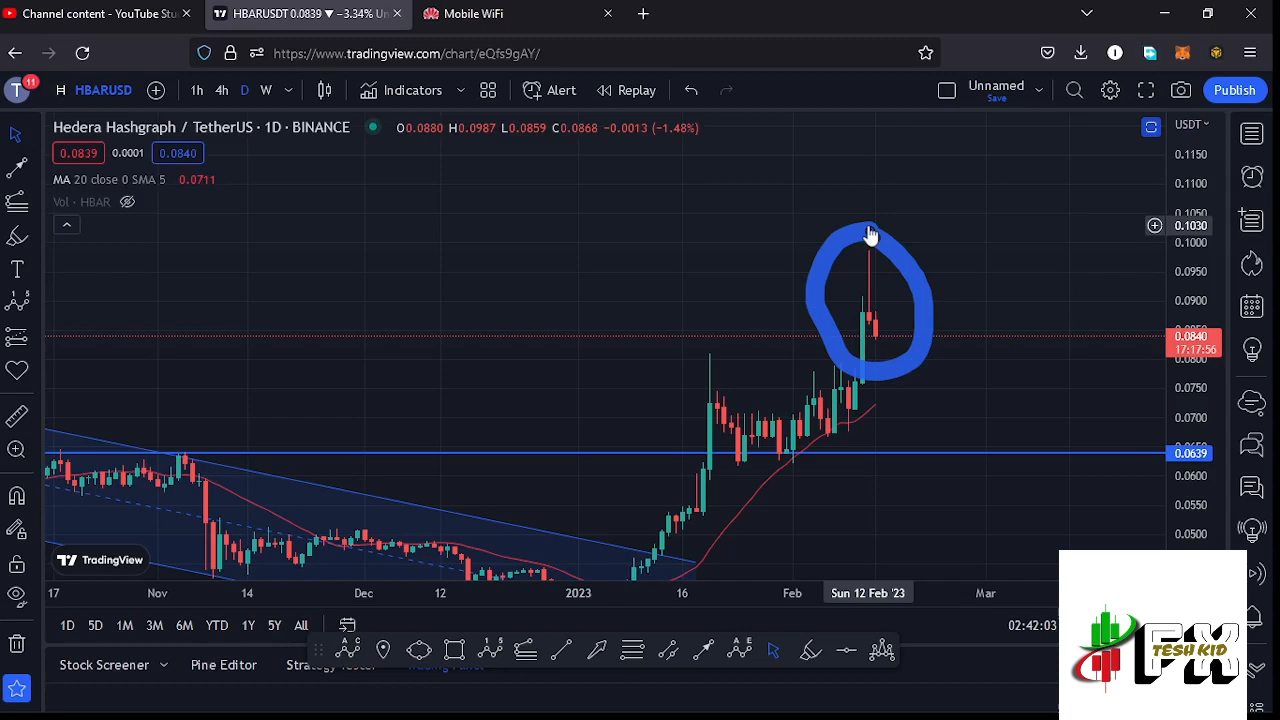 Channel content - YouTube Stu
HBARUSDT 0.0839 ▼ −3.34% Un
Mobile WiFi
https://www.tradingview.com/chart/eQfs9gAY/
T 11
HBARUSD
1h 4h D W
Indicators
Alert
Replay
Unnamed
Save
Publish
Hedera Hashgraph / TetherUS · 1D · BINANCE
O0.0880 H0.0987 L0.0859 C0.0868 −0.0013 (−1.48%)
USDT
0.0839 0.0001 0.0840
MA 20 close 0 SMA 5 0.0711
Vol · HBAR
0.1150
0.1100
0.1050
0.1030
0.1000
0.0950
0.0900
0.0840
17:17:56
0.0800
0.0750
0.0700
0.0639
0.0600
0.0550
0.0500
TradingView
17 Nov 14 Dec 12 2023 16 Feb Sun 12 Feb '23 Mar
1D 5D 1M 3M 6M YTD 1Y 5Y All
02:42:03
Stock Screener
Pine Editor
FX
TESH KID